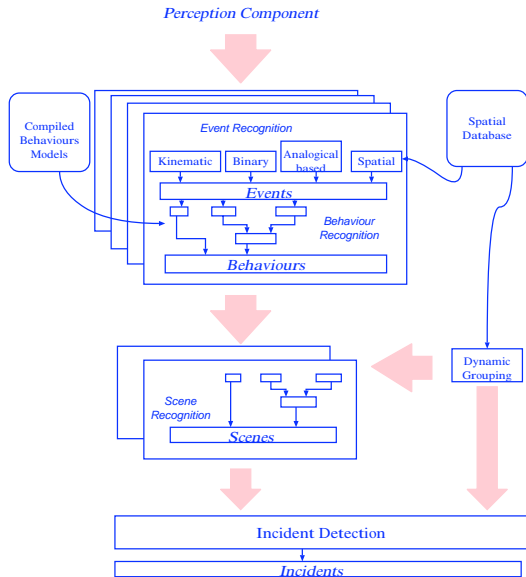 Perception Component
Compiled
Behaviours
Models
Event Recognition
Kinematic
Binary
Analogical
based
Spatial
Spatial
Database
Events
Behaviour
Recognition
Behaviours
Dynamic
Grouping
Scene
Recognition
Scenes
Incident Detection
Incidents